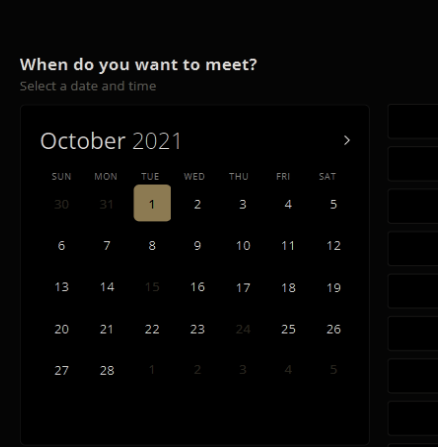 When do you want to meet?
Select a date and time
October 2021
SUN MON TUE WED THU FRI SAT
30 31 1 2 3 4 5
6 7 8 9 10 11 12
13 14 15 16 17 18 19
20 21 22 23 24 25 26
27 28 1 2 3 4 5